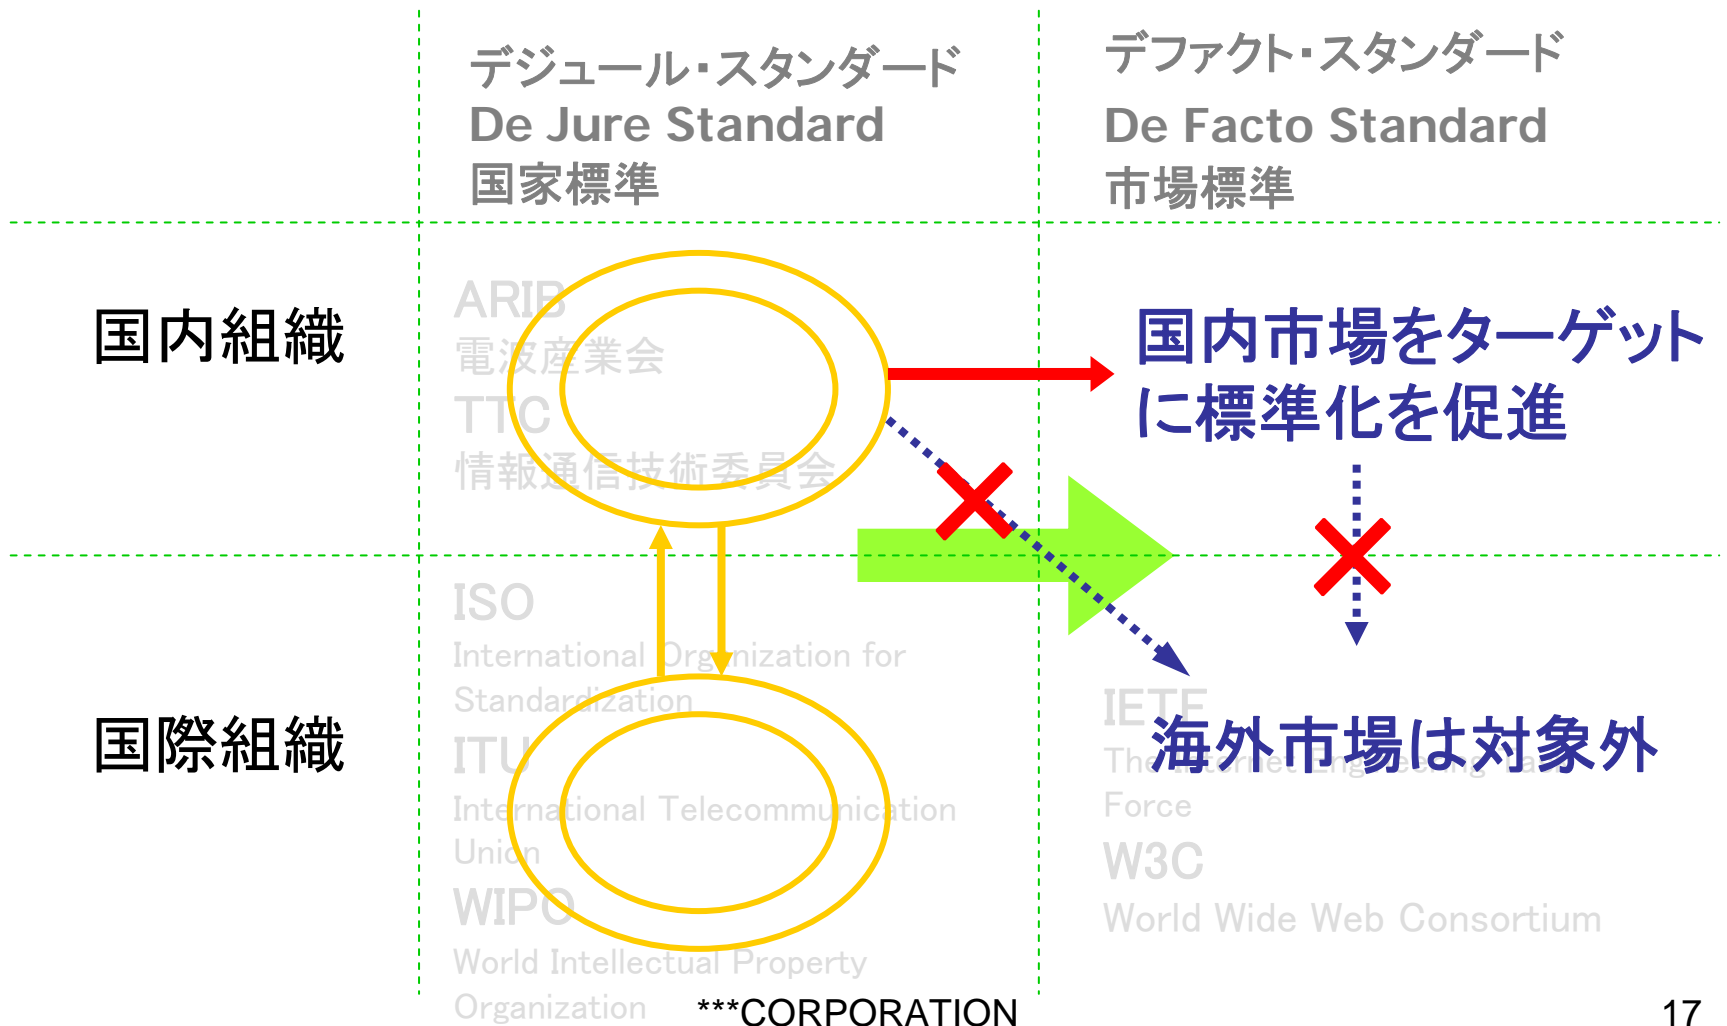 デジュール・スタンダード
De Jure Standard
国家標準
デファクト・スタンダード
De Facto Standard
市場標準
国内組織
ARIB
電波産業会
TTC
情報通信技術委員会
国内市場をターゲット
に標準化を促進
国際組織
ISO
International Organization for
Standardization
ITU
International Telecommunication
Union
WIPO
World Intellectual Property
Organization
IETF
海外市場は対象外
The Internet Engineering Task
Force
W3C
World Wide Web Consortium
***CORPORATION
17